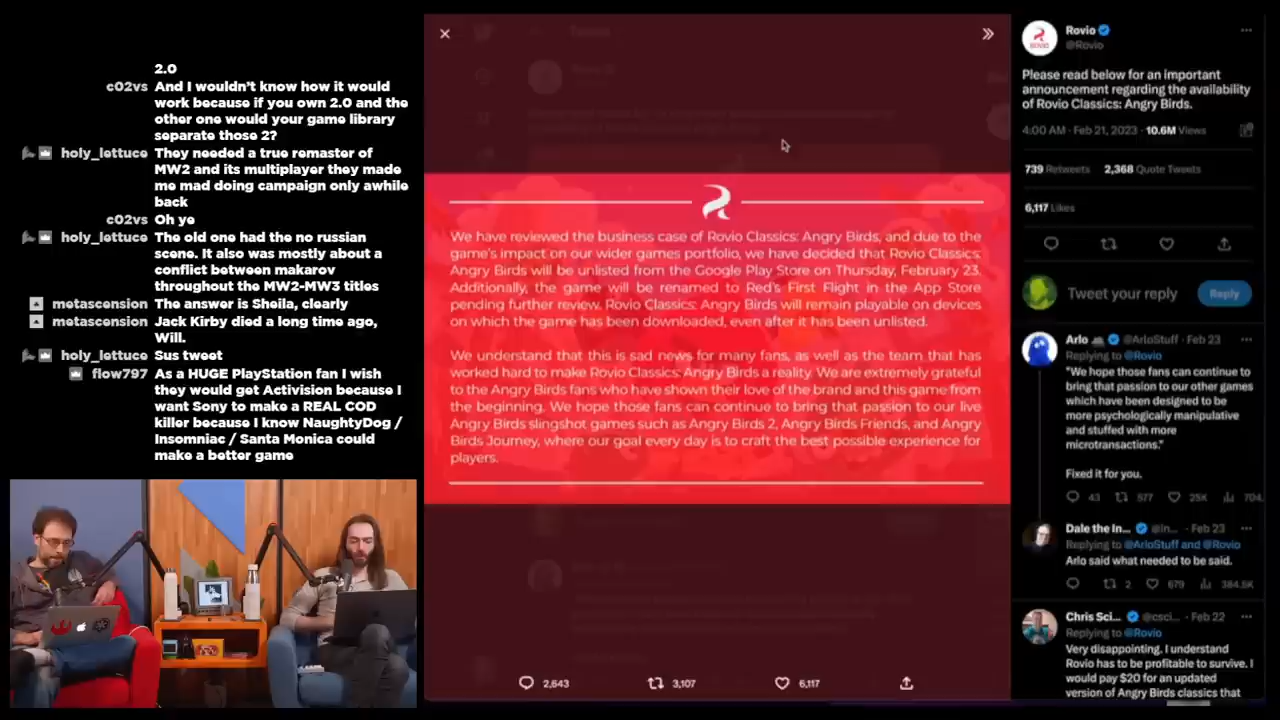 2.0
c02vs And I wouldn't know how it would
work because if you own 2.0 and the
other one would your game library
separate those 2?
holy_lettuce They needed a true remaster of
MW2 and its multiplayer they made
me mad doing campaign only awhile
back
c02vs Oh ye
holy_lettuce The old one had the no russian
scene. It also was mostly about a
conflict between makarov
throughout the MW2-MW3 titles
metascension The answer is Sheila, clearly
metascension Jack Kirby died a long time ago,
Will.
holy_lettuce Sus tweet
flow797 As a HUGE PlayStation fan I wish
they would get Activision because I
want Sony to make a REAL COD
killer because I know NaughtyDog /
Insomniac / Santa Monica could
make a better game
We have reviewed the business case of Rovio Classics: Angry Birds, and due to the
game's impact on our wider games portfolio, we have decided that Rovio Classics:
Angry Birds will be unlisted from the Google Play Store on Thursday, February 23.
Additionally, the game will be renamed to Red's First Flight in the App Store
pending further review. Rovio Classics: Angry Birds will remain playable on devices
on which the game has been downloaded, even after it has been unlisted.
We understand that this is sad news for many fans, as well as the team that has
worked hard to make Rovio Classics: Angry Birds a reality. We are extremely grateful
to the Angry Birds fans who have shown their love of the brand and this game from
the beginning. We hope those fans can continue to bring that passion to our live
Angry Birds slingshot games such as Angry Birds 2, Angry Birds Friends, and Angry
Birds Journey, where our goal every day is to craft the best possible experience for
players.
2,643 3,107 6,117
Rovio
@Rovio
Please read below for an important
announcement regarding the availability
of Rovio Classics: Angry Birds.
4:00 AM · Feb 21, 2023 · 10.6M Views
739 Retweets 2,368 Quote Tweets
6,117 Likes
Tweet your reply Reply
Arlo @ArloStuff · Feb 23
Replying to @Rovio
"We hope those fans can continue to
bring that passion to our other games
which have been designed to be
more psychologically manipulative
and stuffed with more
microtransactions."
Fixed it for you.
43 577 25K 704.
Dale the In... @In... · Feb 23
Replying to @ArloStuff and @Rovio
Arlo said what needed to be said.
2 679 384.5K
Chris Sci... @csci... · Feb 22
Replying to @Rovio
Very disappointing. I understand
Rovio has to be profitable to survive. I
would pay $20 for an updated
version of Angry Birds classics that